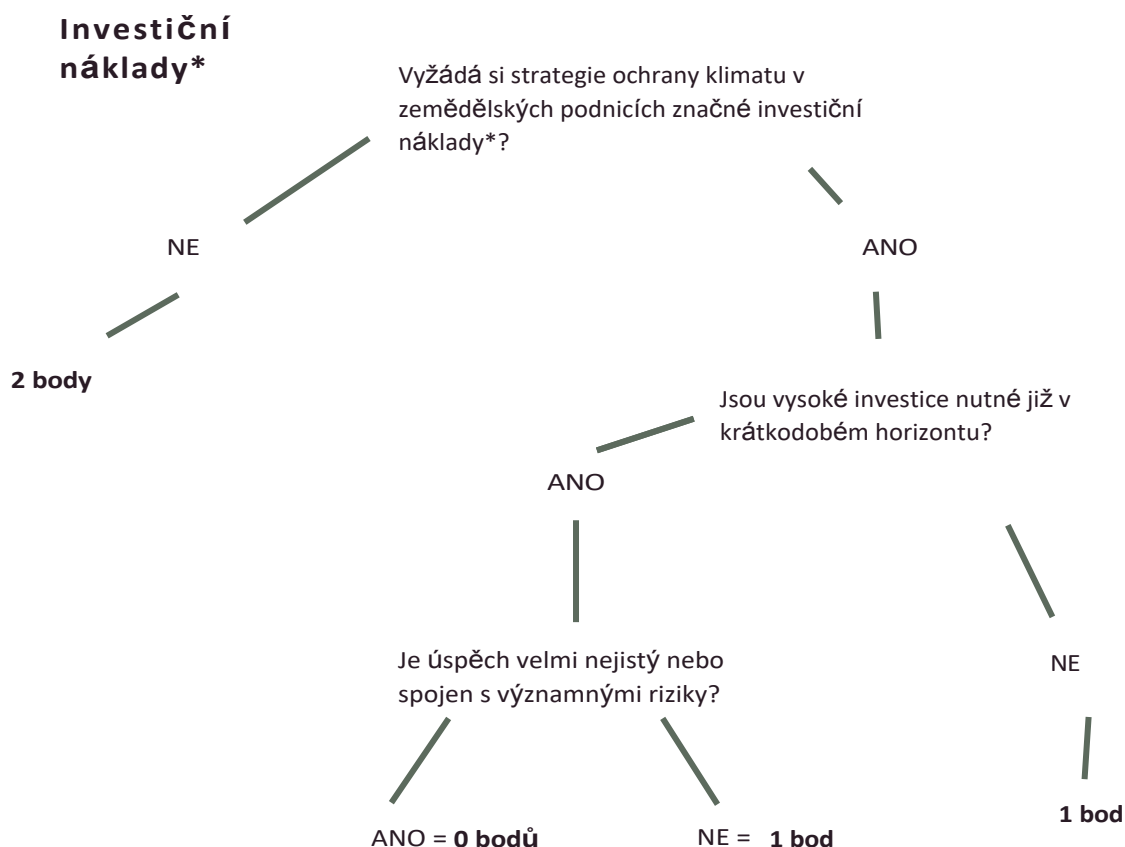 Investiční
náklady*
Vyžádá si strategie ochrany klimatu v
zemědělských podnicích značné investiční
náklady*?
NE
ANO
2 body
Jsou vysoké investice nutné již v
krátkodobém horizontu?
ANO
Je úspěch velmi nejistý nebo
spojen s významnými riziky?
NE
ANO = 0 bodů
NE = 1 bod
1 bod